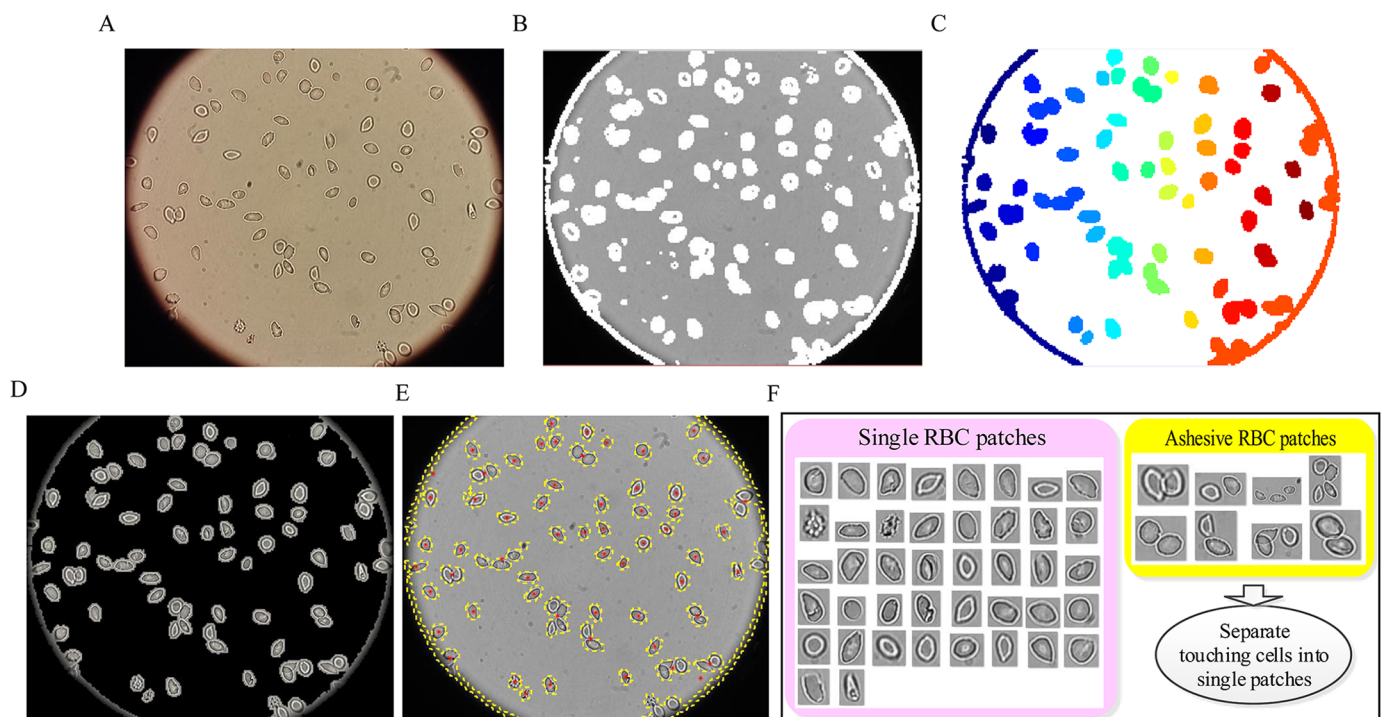 A
B
C
D
E
F
Single RBC patches
Ashesive RBC patches
Separate
touching cells into
single patches